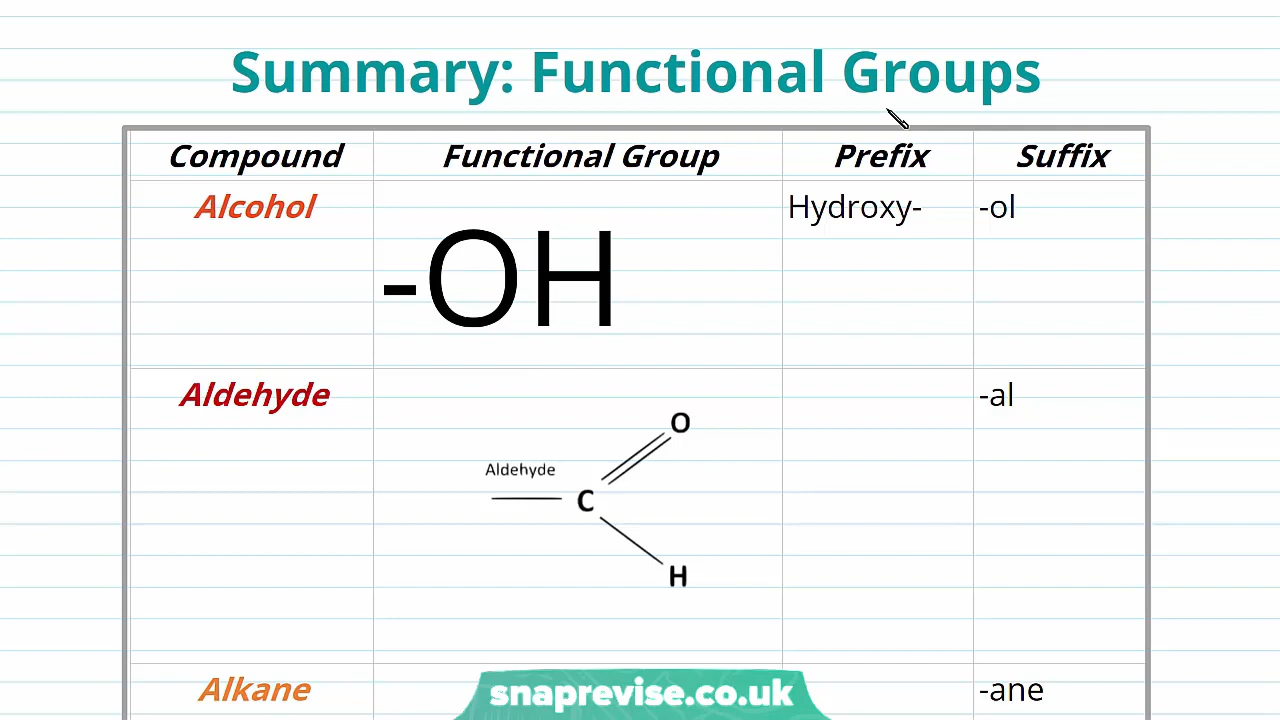 Summary: Functional Groups
Compound Functional Group Prefix Suffix
Alcohol -OH Hydroxy- -ol
Aldehyde -al
O
Aldehyde
C
H
Alkane -ane
snaprevise.co.uk